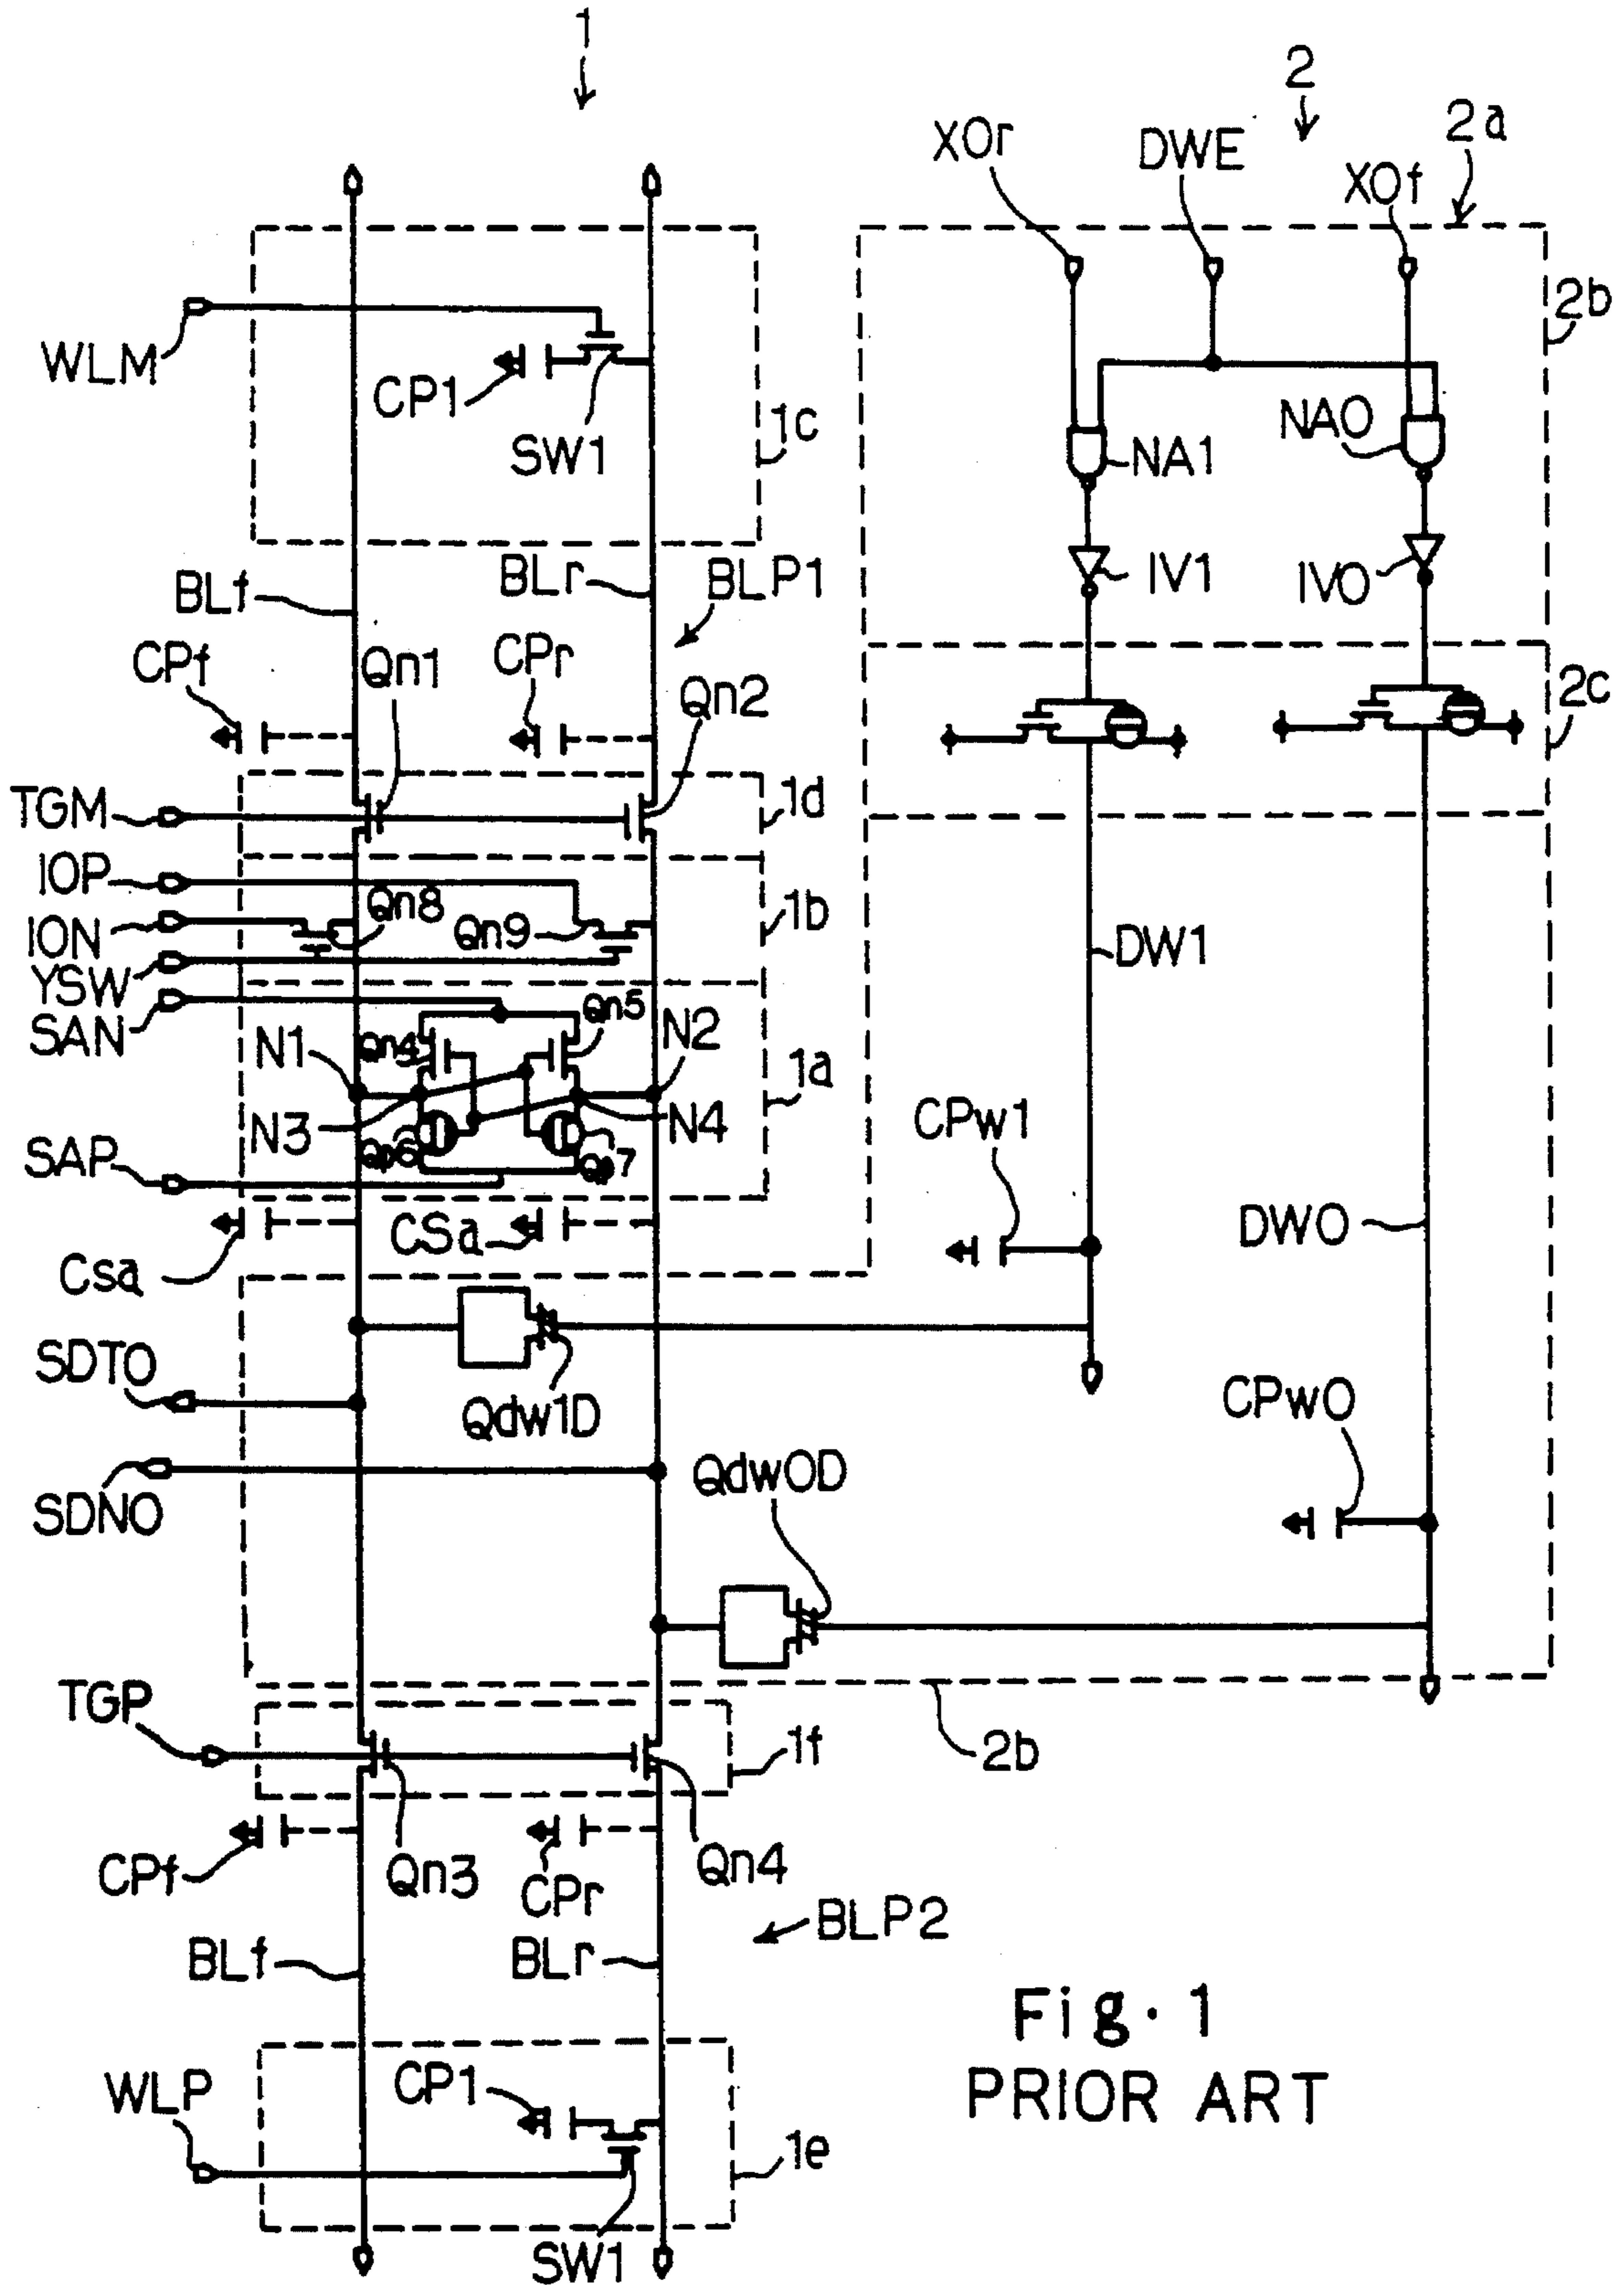 1
2
2a
XOr
DWE
XOf
2b
WLM
CP1
SW1
1c
NA1
NAO
BLf
BLr
BLP1
IV1
IVO
CPf
Qn1
CPr
Qn2
2c
TGM
1d
IOP
Qn8
1b
ION
Qn9
YSW
DW1
SAN
Qn4
Qn5
N1
N2
1a
N3
N4
CPw1
SAP
Qp6
Qp7
CSa
DWO
Csa
SDTO
Qdw1D
CPwO
SDNO
QdwOD
TGP
1f
2b
CPf
Qn3
CPr
Qn4
BLP2
BLf
BLr
Fig. 1
PRIOR ART
WLP
CP1
1e
SW1